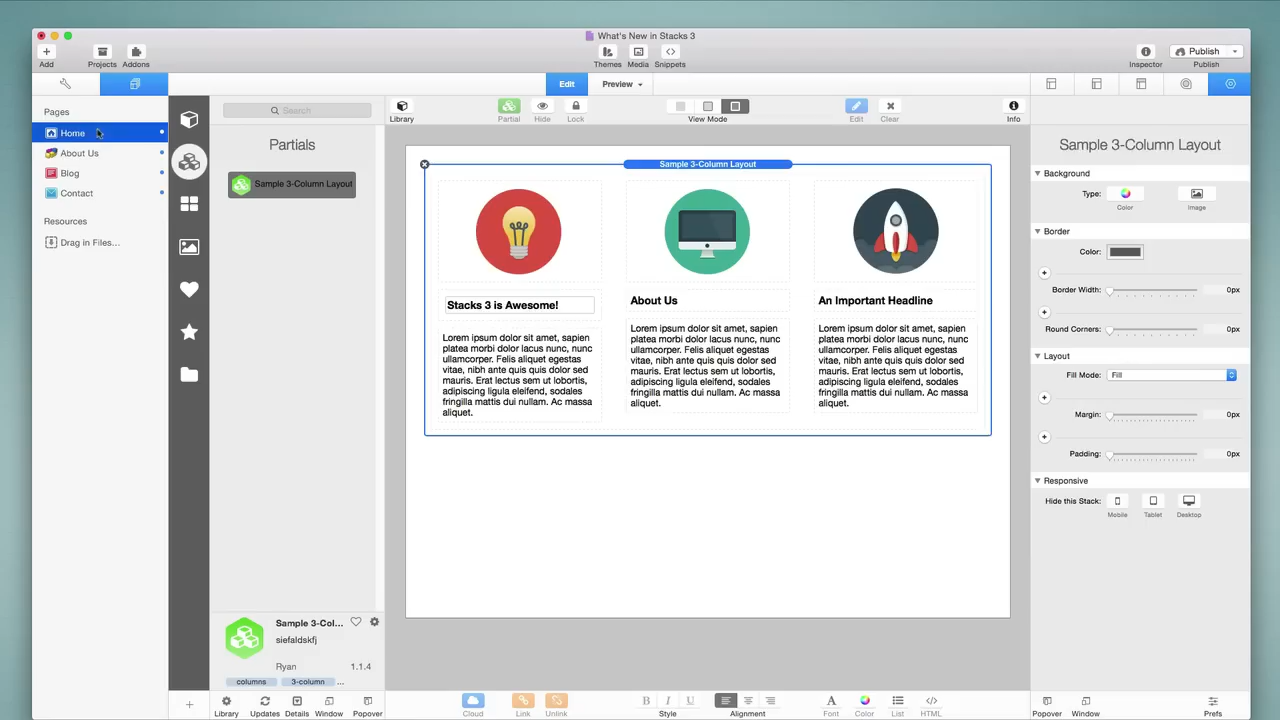 What's New in Stacks 3
Add
Projects
Addons
Themes
Media
Snippets
Inspector
Publish
Publish
Edit
Preview
Pages
Home
About Us
Blog
Contact
Resources
Drag in Files...
Search
Partials
Sample 3-Column Layout
Library
Partial
Hide
Lock
View Mode
Edit
Clear
Info
Sample 3-Column Layout
Stacks 3 is Awesome!
Lorem ipsum dolor sit amet, sapien
platea morbi dolor lacus nunc, nunc
ullamcorper. Felis aliquet egestas
vitae, nibh ante quis quis dolor sed
mauris. Erat lectus sem ut lobortis,
adipiscing ligula eleifend, sodales
fringilla mattis dui nullam. Ac massa
aliquet.
About Us
Lorem ipsum dolor sit amet, sapien
platea morbi dolor lacus nunc, nunc
ullamcorper. Felis aliquet egestas
vitae, nibh ante quis quis dolor sed
mauris. Erat lectus sem ut lobortis,
adipiscing ligula eleifend, sodales
fringilla mattis dui nullam. Ac massa
aliquet.
An Important Headline
Lorem ipsum dolor sit amet, sapien
platea morbi dolor lacus nunc, nunc
ullamcorper. Felis aliquet egestas
vitae, nibh ante quis quis dolor sed
mauris. Erat lectus sem ut lobortis,
adipiscing ligula eleifend, sodales
fringilla mattis dui nullam. Ac massa
aliquet.
Sample 3-Column Layout
Background
Type:
Color
Image
Border
Color:
Border Width:
0px
Round Corners:
0px
Layout
Fill Mode:
Fill
Margin:
0px
Padding:
0px
Responsive
Hide this Stack:
Mobile
Tablet
Desktop
Sample 3-Col...
siefaldskfj
Ryan
1.1.4
columns
3-column
...
Library
Updates
Details
Window
Popover
Cloud
Link
Unlink
B
I
U
Style
Alignment
A
Font
Color
List
HTML
Popover
Window
Prefs